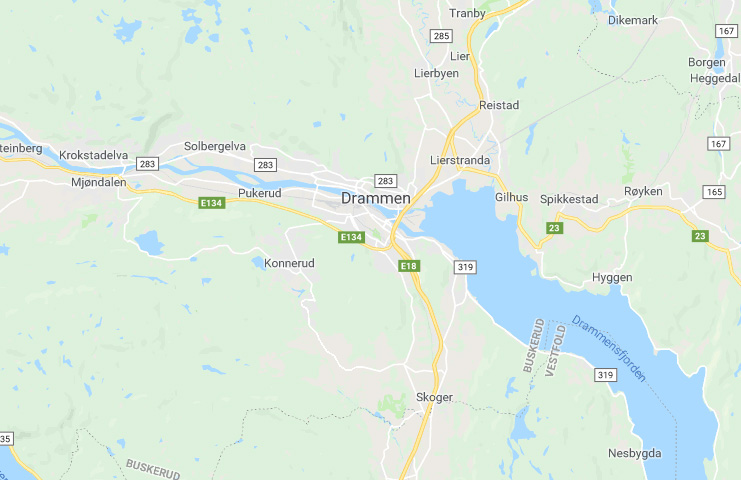 Tranby
Dikemark
167
285
Lier
Borgen
Lierbyen
Heggedal
Reistad
167
teinberg
Krokstadelva
Solbergelva
283
283
Lierstranda
Mjøndalen
Pukerud
283
Drammen
Gilhus
Spikkestad
Røyken
165
E134
23
23
E134
Konnerud
E18
319
Hyggen
BUSKERUD
VESTFOLD
Drammensfjorden
319
Skoger
35
BUSKERUD
Nesbygda